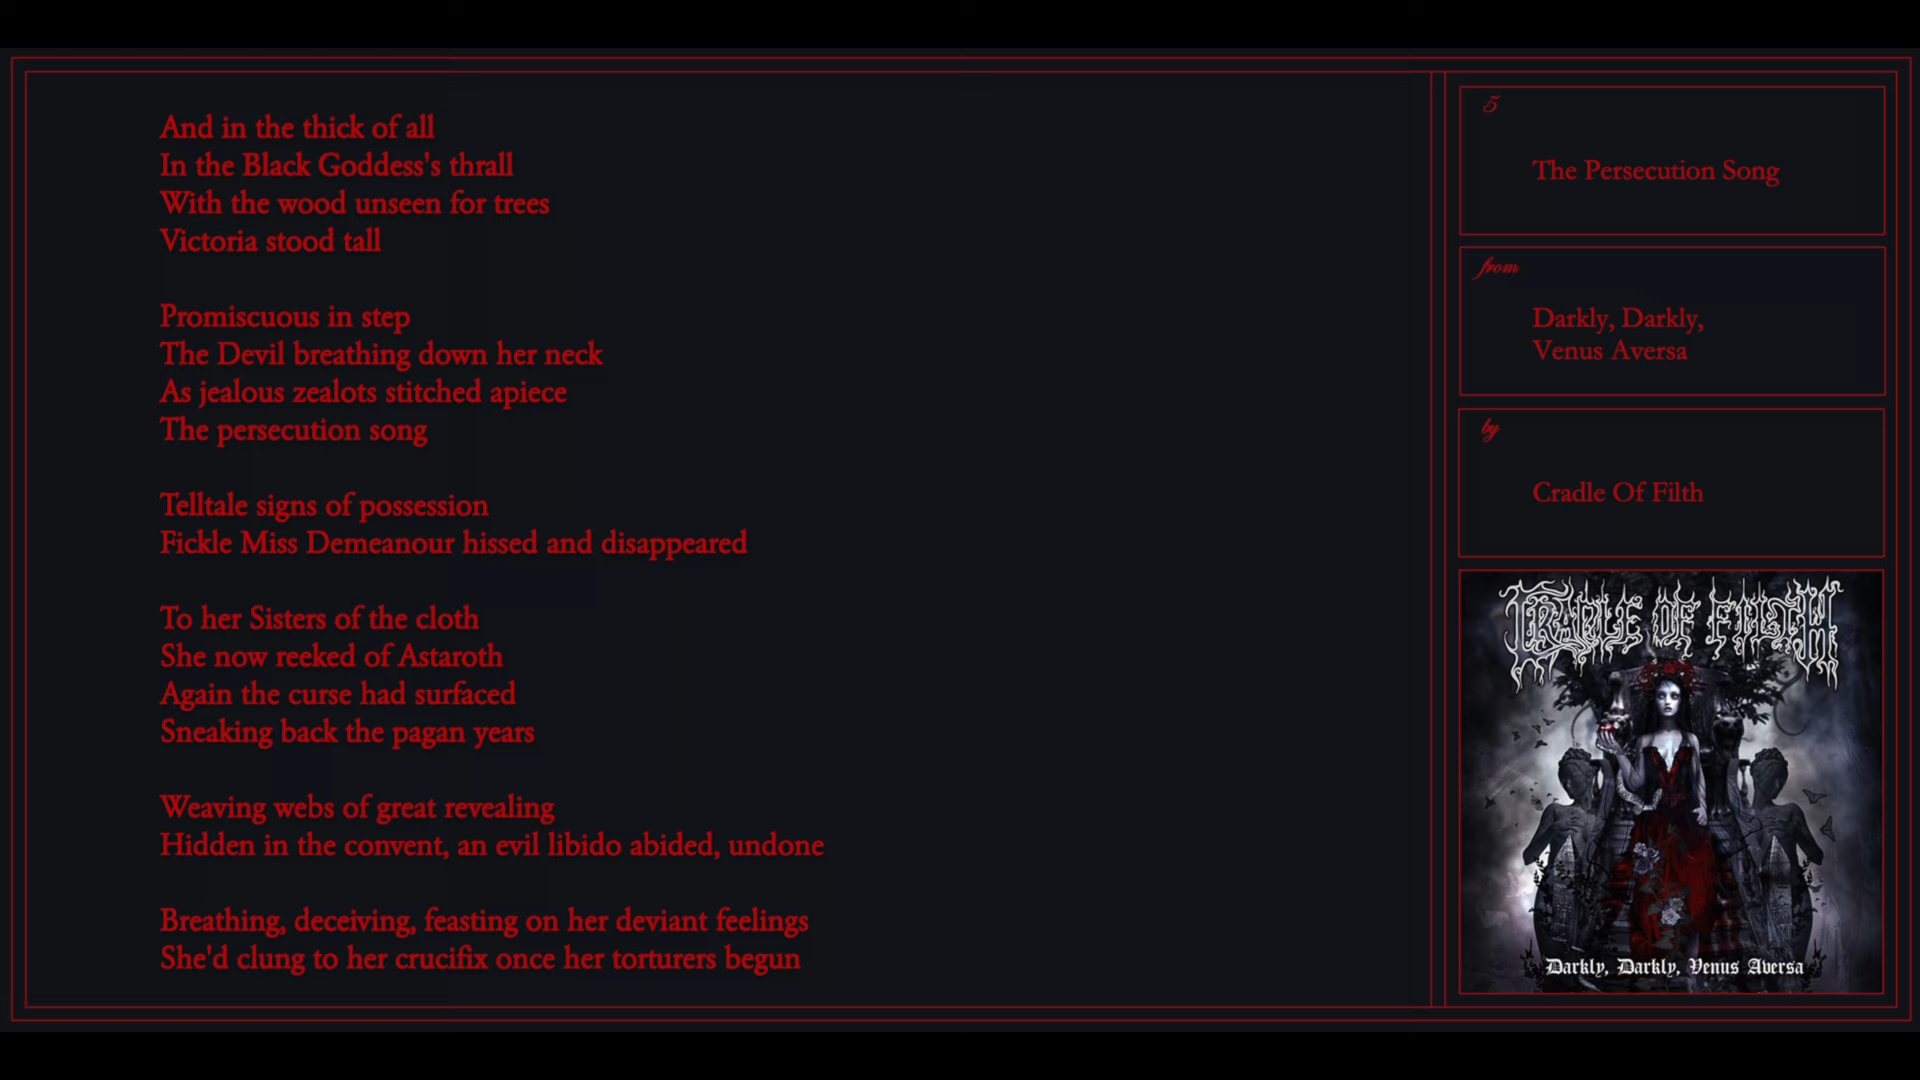 And in the thick of all
In the Black Goddess's thrall
With the wood unseen for trees
Victoria stood tall
Promiscuous in step
The Devil breathing down her neck
As jealous zealots stitched apiece
The persecution song
Telltale signs of possession
Fickle Miss Demeanour hissed and disappeared
To her Sisters of the cloth
She now reeked of Astaroth
Again the curse had surfaced
Sneaking back the pagan years
Weaving webs of great revealing
Hidden in the convent, an evil libido abided, undone
Breathing, deceiving, feasting on her deviant feelings
She'd clung to her crucifix once her torturers begun
5
The Persecution Song
from
Darkly, Darkly,
Venus Aversa
by
Cradle Of Filth
CRADLE OF FILTH
Darkly, Darkly, Venus Aversa